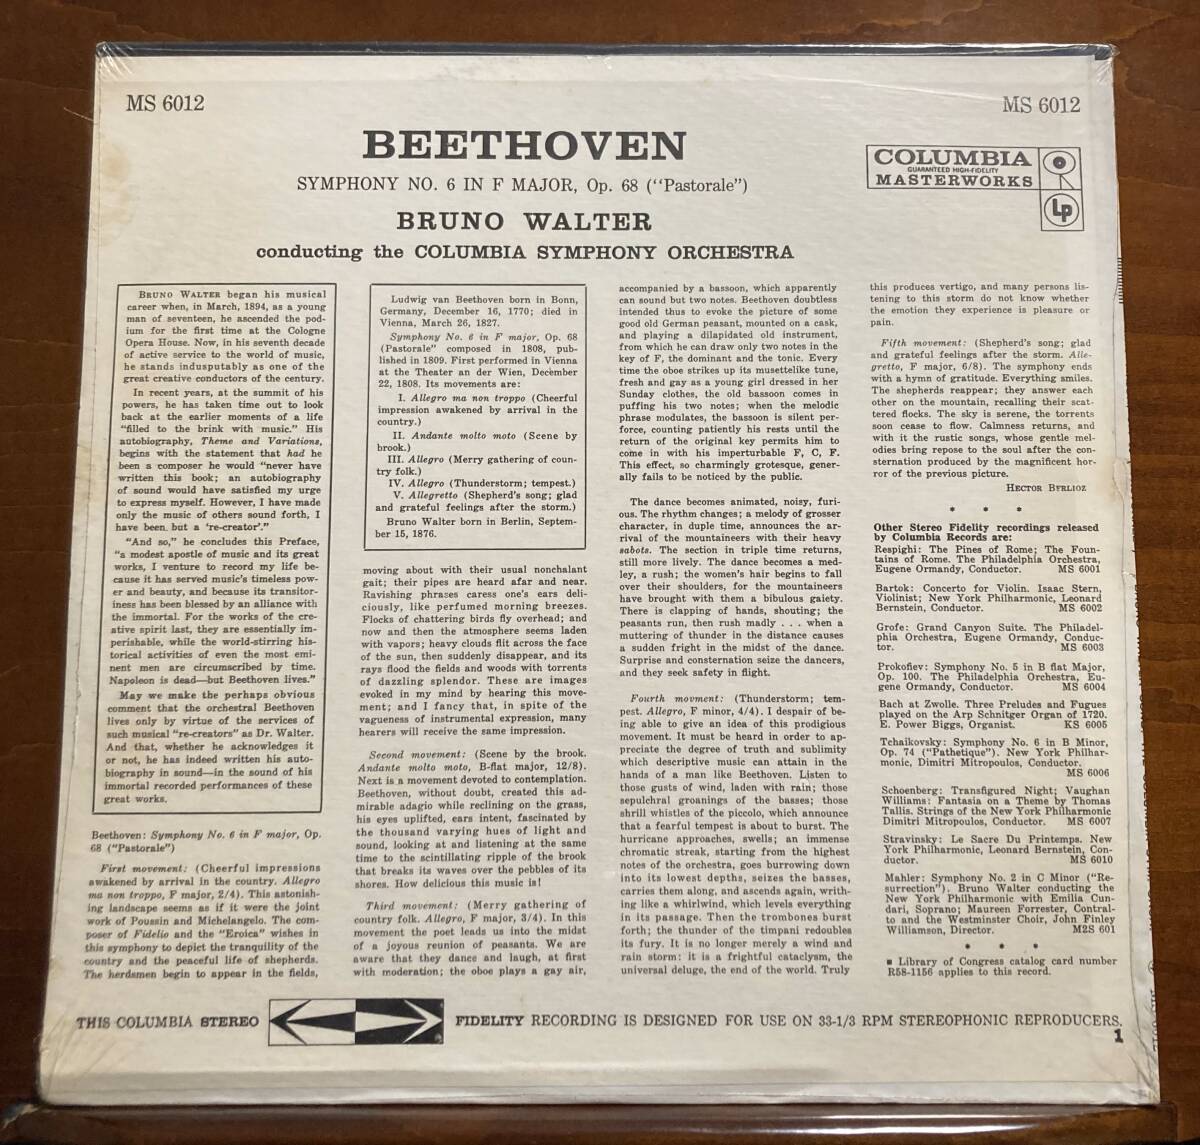 MS 6012
MS 6012
BEETHOVEN
SYMPHONY NO. 6 IN F MAJOR, Op. 68 (“Pastorale”)
BRUNO WALTER
conducting the COLUMBIA SYMPHONY ORCHESTRA
COLUMBIA
GUARANTEED HIGH-FIDELITY
MASTERWORKS
Lp
BRUNO WALTER began his musical
career when, in March, 1894, as a young
man of seventeen, he ascended the pod-
ium for the first time at the Cologne
Opera House. Now, in his seventh decade
of active service to the world of music,
he stands indusputably as one of the
great creative conductors of the century.
In recent years, at the summit of his
powers, he has taken time out to look
back at the earlier moments of a life
“filled to the brink with music.” His
autobiography, Theme and Variations,
begins with the statement that had he
been a composer he would “never have
written this book; an autobiography
of sound would have satisfied my urge
to express myself. However, I have made
only the music of others sound forth, I
have been but a ‘re-creator’.”
“And so,” he concludes this Preface,
“a modest apostle of music and its great
works, I venture to record my life be-
cause it has served music's timeless pow-
er and beauty, and because its transitor-
iness has been blessed by an alliance with
the immortal. For the works of the cre-
ative spirit last, they are essentially im-
perishable, while the world-stirring his-
torical activities of even the most emi-
nent men are circumscribed by time.
Napoleon is dead—but Beethoven lives.”
May we make the perhaps obvious
comment that the orchestral Beethoven
lives only by virtue of the services of
such musical “re-creators” as Dr. Walter.
And that, whether he acknowledges it
or not, he has indeed written his auto-
biography in sound—in the sound of his
immortal recorded performances of these
great works.
Beethoven: Symphony No. 6 in F major, Op.
68 (“Pastorale”)
First movement: (Cheerful impressions
awakened by arrival in the country. Allegro
ma non troppo, F major, 2/4). This astonish-
ing landscape seems as if it were the joint
work of Poussin and Michelangelo. The com-
poser of Fidelio and the “Eroica” wishes in
this symphony to depict the tranquility of the
country and the peaceful life of shepherds.
The herdsmen begin to appear in the fields,
Ludwig van Beethoven born in Bonn,
Germany, December 16, 1770; died in
Vienna, March 26, 1827.
Symphony No. 6 in F major, Op. 68
(“Pastorale” composed in 1808, pub-
lished in 1809. First performed in Vienna
at the Theater an der Wien, December
22, 1808. Its movements are:
I. Allegro ma non troppo (Cheerful
impression awakened by arrival in the
country.)
II. Andante molto moto (Scene by
brook.)
III. Allegro (Merry gathering of coun-
try folk.)
IV. Allegro (Thunderstorm; tempest.)
V. Allegretto (Shepherd's song; glad
and grateful feelings after the storm.)
Bruno Walter born in Berlin, Septem-
ber 15, 1876.
moving about with their usual nonchalant
gait; their pipes are heard afar and near.
Ravishing phrases caress one's ears deli-
ciously, like perfumed morning breezes.
Flocks of chattering birds fly overhead; and
now and then the atmosphere seems laden
with vapors; heavy clouds flit across the face
of the sun, then suddenly disappear, and its
rays flood the fields and woods with torrents
of dazzling splendor. These are images
evoked in my mind by hearing this move-
ment; and I fancy that, in spite of the
vagueness of instrumental expression, many
hearers will receive the same impression.
Second movement: (Scene by the brook.
Andante molto moto, B-flat major, 12/8).
Next is a movement devoted to contemplation.
Beethoven, without doubt, created this ad-
mirable adagio while reclining on the grass,
his eyes uplifted, ears intent, fascinated by
the thousand varying hues of light and
sound, looking at and listening at the same
time to the scintillating ripple of the brook
that breaks its waves over the pebbles of its
shores. How delicious this music is!
Third movement: (Merry gathering of
country folk. Allegro, F major, 3/4). In this
movement the poet leads us into the midst
of a joyous reunion of peasants. We are
aware that they dance and laugh, at first
with moderation; the oboe plays a gay air,
accompanied by a bassoon, which apparently
can sound but two notes. Beethoven doubtless
intended thus to evoke the picture of some
good old German peasant, mounted on a cask,
and playing a dilapidated old instrument,
from which he can draw only two notes in the
key of F, the dominant and the tonic. Every
time the oboe strikes up its musettelike tune,
fresh and gay as a young girl dressed in her
Sunday clothes, the old bassoon comes in
puffing his two notes; when the melodic
phrase modulates, the bassoon is silent per-
force, counting patiently his rests until the
return of the original key permits him to
come in with his imperturbable F, C, F.
This effect, so charmingly grotesque, gener-
ally fails to be noticed by the public.
The dance becomes animated, noisy, furi-
ous. The rhythm changes; a melody of grosser
character, in duple time, announces the ar-
rival of the mountaineers with their heavy
sabots. The section in triple time returns,
still more lively. The dance becomes a med-
ley, a rush; the women's hair begins to fall
over their shoulders, for the mountaineers
have brought with them a bibulous gaiety.
There is clapping of hands, shouting; the
peasants run, then rush madly . . . when a
muttering of thunder in the distance causes
a sudden fright in the midst of the dance.
Surprise and consternation seize the dancers,
and they seek safety in flight.
Fourth movment: (Thunderstorm; tem-
pest. Allegro, F minor, 4/4). I despair of be-
ing able to give an idea of this prodigious
movement. It must be heard in order to ap-
preciate the degree of truth and sublimity
which descriptive music can attain in the
hands of a man like Beethoven. Listen to
those gusts of wind, laden with rain; those
sepulchral groanings of the basses; those
shrill whistles of the piccolo, which announce
that a fearful tempest is about to burst. The
hurricane approaches, swells; an immense
chromatic streak, starting from the highest
notes of the orchestra, goes burrowing down
into its lowest depths, seizes the basses,
carries them along, and ascends again, writh-
ing like a whirlwind, which levels everything
in its passage. Then the trombones burst
forth; the thunder of the timpani redoubles
its fury. It is no longer merely a wind and
rain storm: it is a frightful cataclysm, the
universal deluge, the end of the world. Truly
this produces vertigo, and many persons lis-
tening to this storm do not know whether
the emotion they experience is pleasure or
pain.
Fifth movement: (Shepherd's song; glad
and grateful feelings after the storm. Alle-
gretto, F major, 6/8). The symphony ends
with a hymn of gratitude. Everything smiles.
The shepherds reappear; they answer each
other on the mountain, recalling their scat-
tered flocks. The sky is serene, the torrents
soon cease to flow. Calmness returns, and
with it the rustic songs, whose gentle mel-
odies bring repose to the soul after the con-
sternation produced by the magnificent hor-
ror of the previous picture.
HECTOR BERLIOZ
* * *
Other Stereo Fidelity recordings released
by Columbia Records are:
Respighi: The Pines of Rome; The Foun-
tains of Rome. The Philadelphia Orchestra,
Eugene Ormandy, Conductor. MS 6001
Bartok: Concerto for Violin. Isaac Stern,
Violinist; New York Philharmonic, Leonard
Bernstein, Conductor. MS 6002
Grofe: Grand Canyon Suite. The Philadel-
phia Orchestra, Eugene Ormandy, Conduc-
tor. MS 6003
Prokofiev: Symphony No. 5 in B flat Major,
Op. 100. The Philadelphia Orchestra, Eu-
gene Ormandy, Conductor. MS 6004
Bach at Zwolle. Three Preludes and Fugues
played on the Arp Schnitger Organ of 1720.
E. Power Biggs, Organist. KS 6005
Tchaikovsky: Symphony No. 6 in B Minor,
Op. 74 (“Pathetique”). New York Philhar-
monic, Dimitri Mitropoulos, Conductor.
MS 6006
Schoenberg: Transfigured Night; Vaughan
Williams: Fantasia on a Theme by Thomas
Tallis. Strings of the New York Philharmonic
Dimitri Mitropoulos, Conductor. MS 6007
Stravinsky: Le Sacre Du Printemps. New
York Philharmonic, Leonard Bernstein, Con-
ductor. MS 6010
Mahler: Symphony No. 2 in C Minor (“Re-
surrection”). Bruno Walter conducting the
New York Philharmonic with Emilia Cun-
dari, Soprano; Maureen Forrester, Contral-
to and the Westminster Choir, John Finley
Williamson, Director. M2S 601
* * *
■ Library of Congress catalog card number
R58-1156 applies to this record.
THIS COLUMBIA STEREO FIDELITY RECORDING IS DESIGNED FOR USE ON 33-1/3 RPM STEREOPHONIC REPRODUCERS.
1